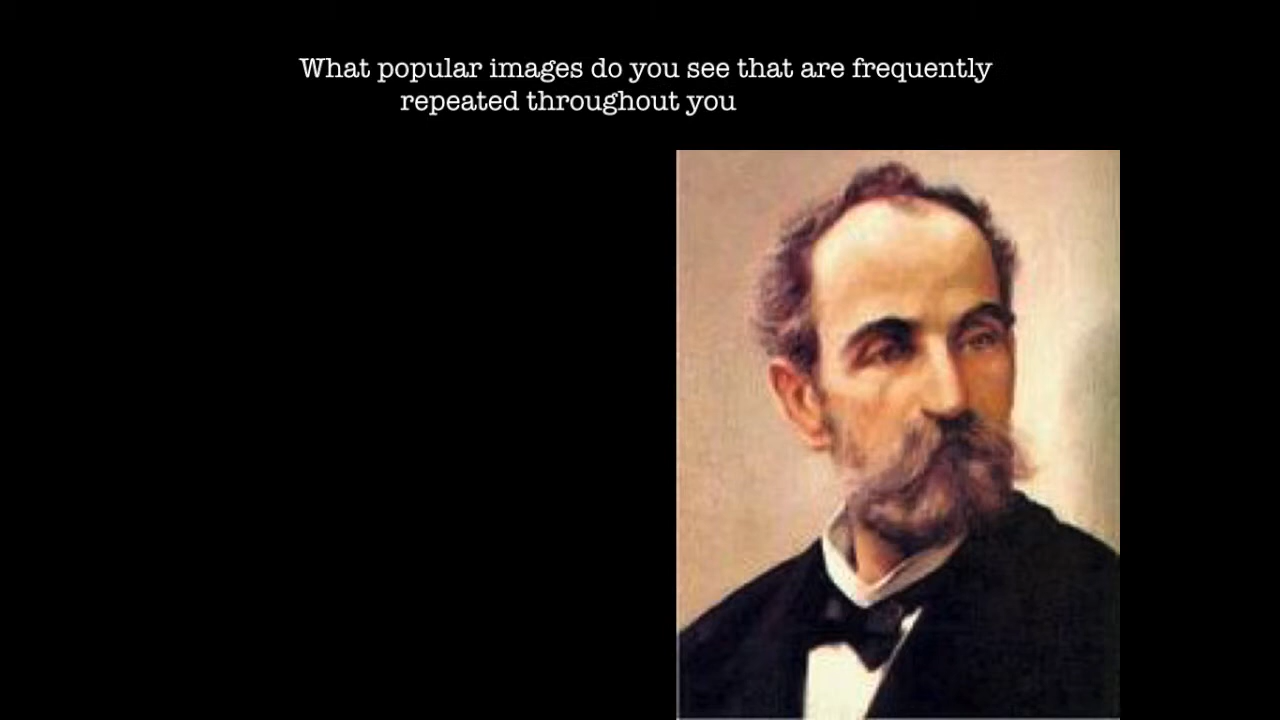 What popular images do you see that are frequently
repeated throughout you